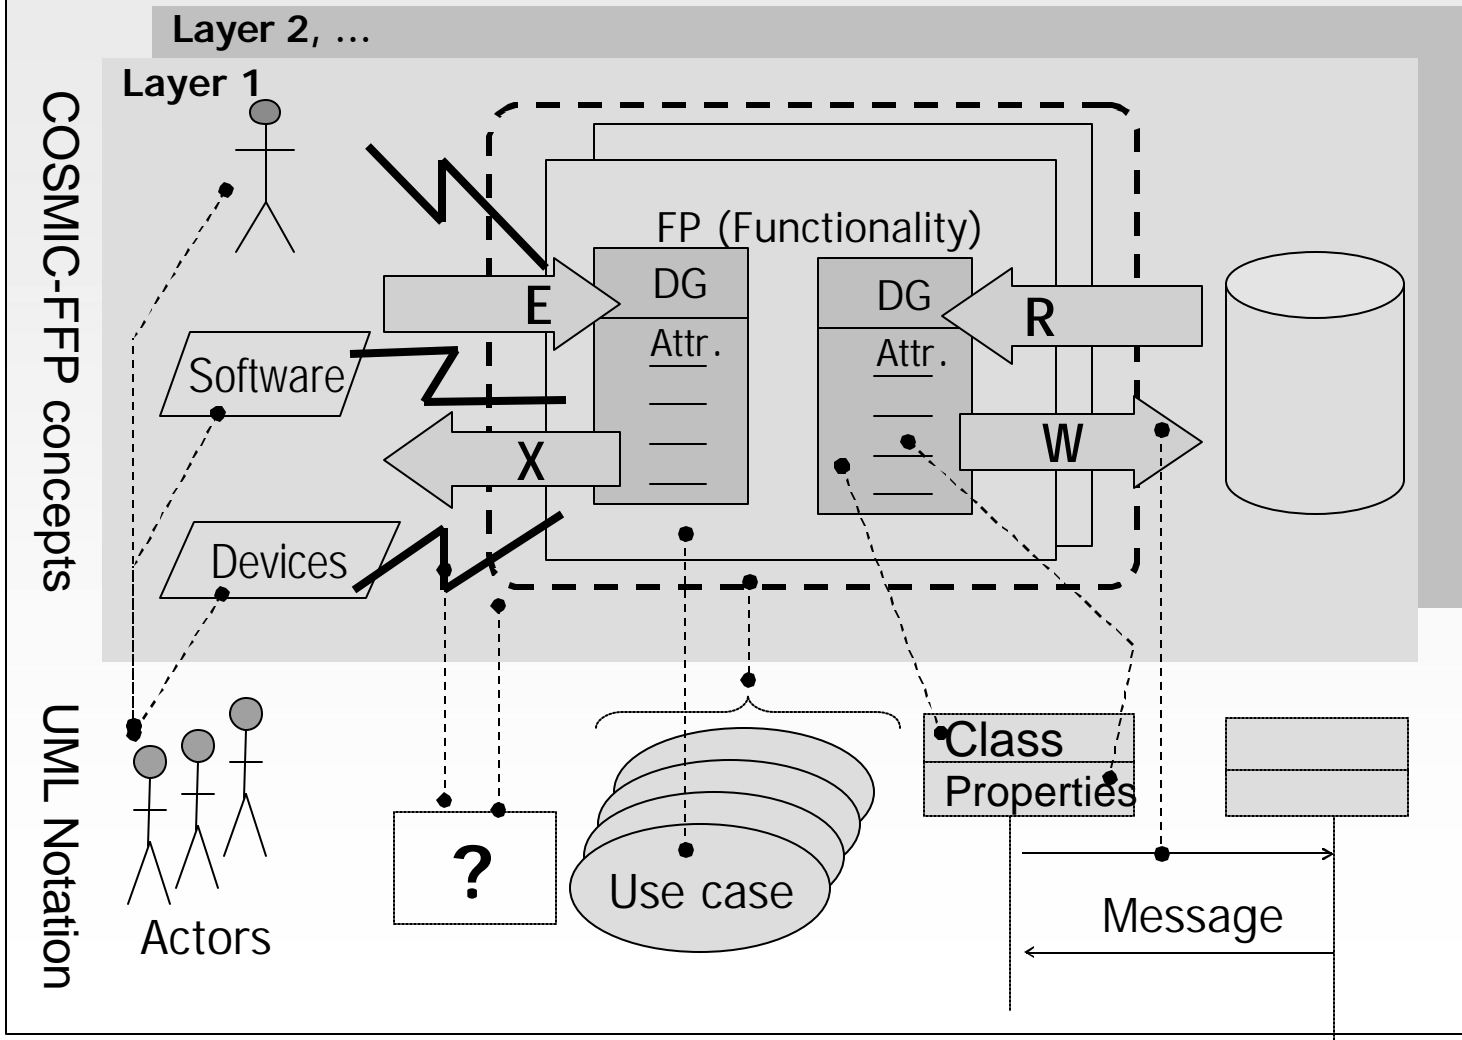 Layer 2, ...
Layer 1
COSMIC-FFP concepts
FP (Functionality)
DG
DG
E
R
Attr.
Attr.
Software
X
W
Devices
UML Notation
Class
Properties
?
Use case
Message
Actors